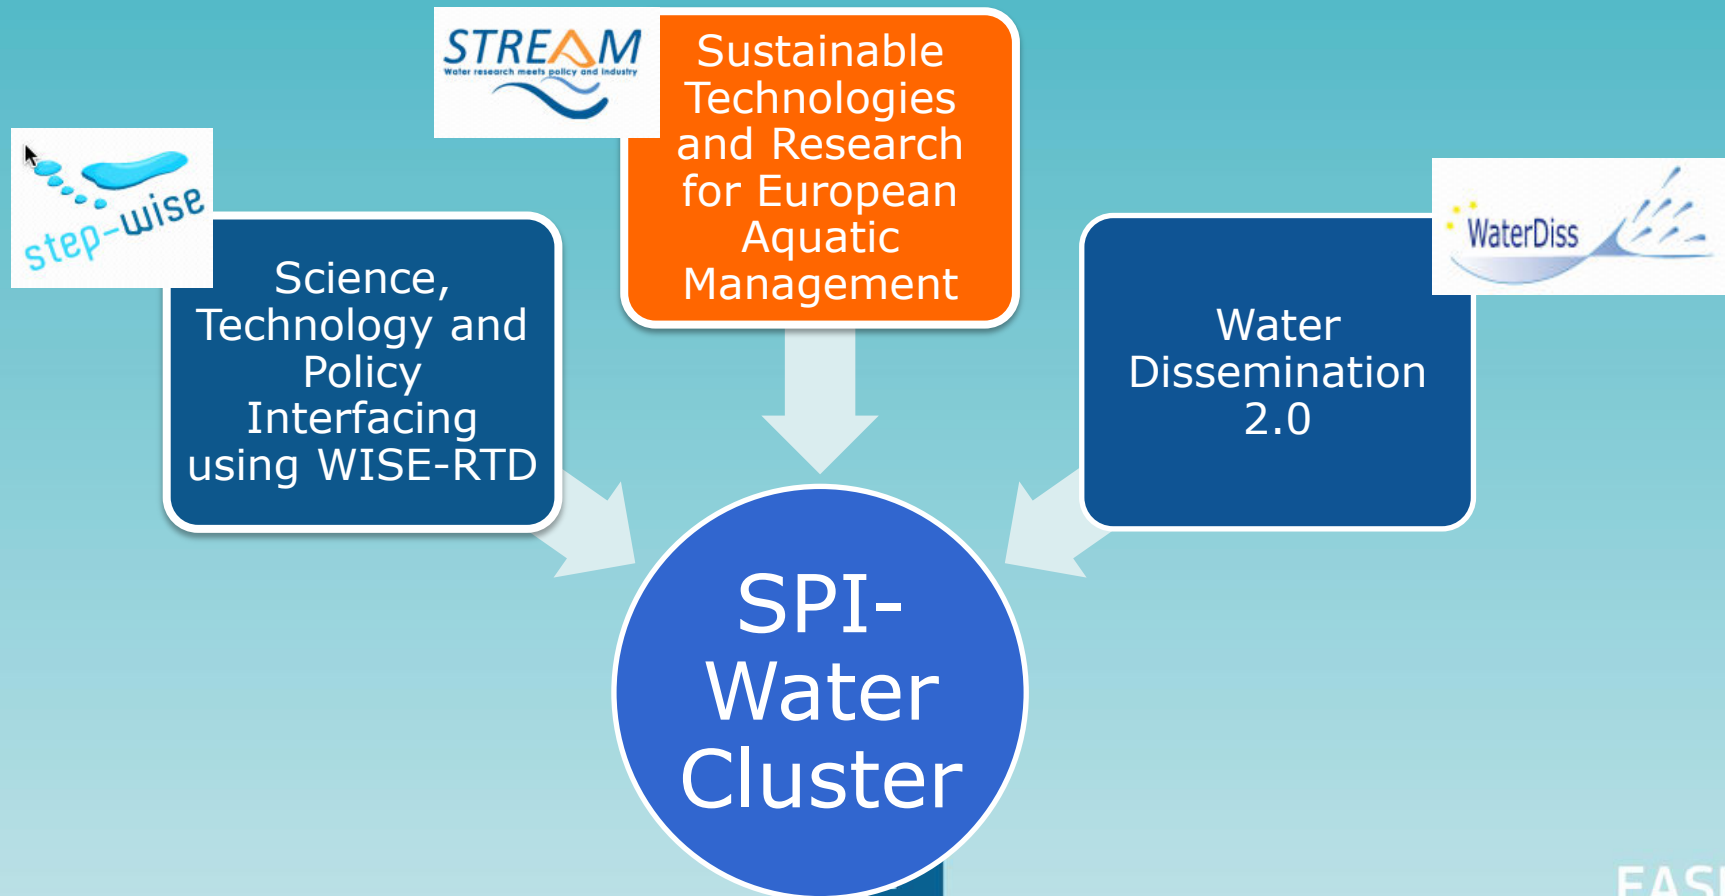 STREAM
Water research meets policy and industry
Sustainable
Technologies
and Research
for European
Aquatic
Management
step-wise
Science,
Technology and
Policy
Interfacing
using WISE-RTD
WaterDiss
Water
Dissemination
2.0
SPI-
Water
Cluster